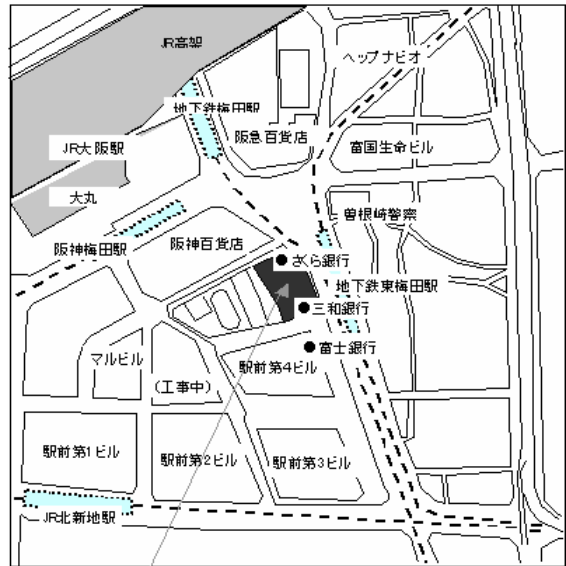 JR高架
ヘップナビオ
地下鉄梅田駅
阪急百貨店
富国生命ビル
JR大阪駅
大丸
曽根崎警察
阪神梅田駅
阪神百貨店
さくら銀行
地下鉄東梅田駅
三和銀行
富士銀行
マルビル
駅前第4ビル
(工事中)
駅前第1ビル
駅前第2ビル
駅前第3ビル
JR北新地駅